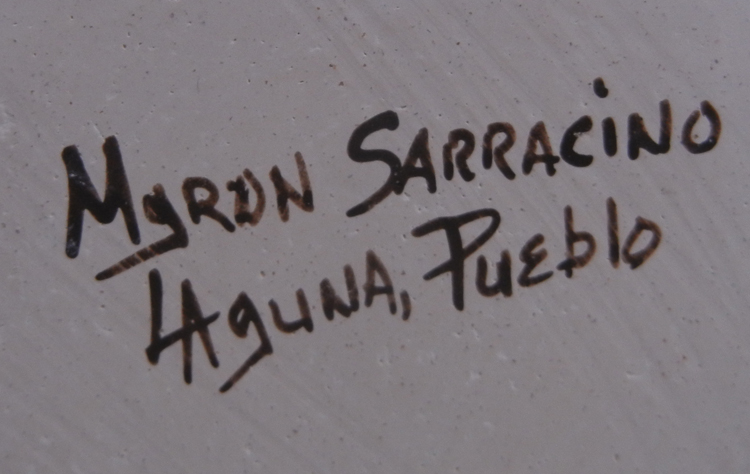 Myron Sarracino
Laguna, Pueblo